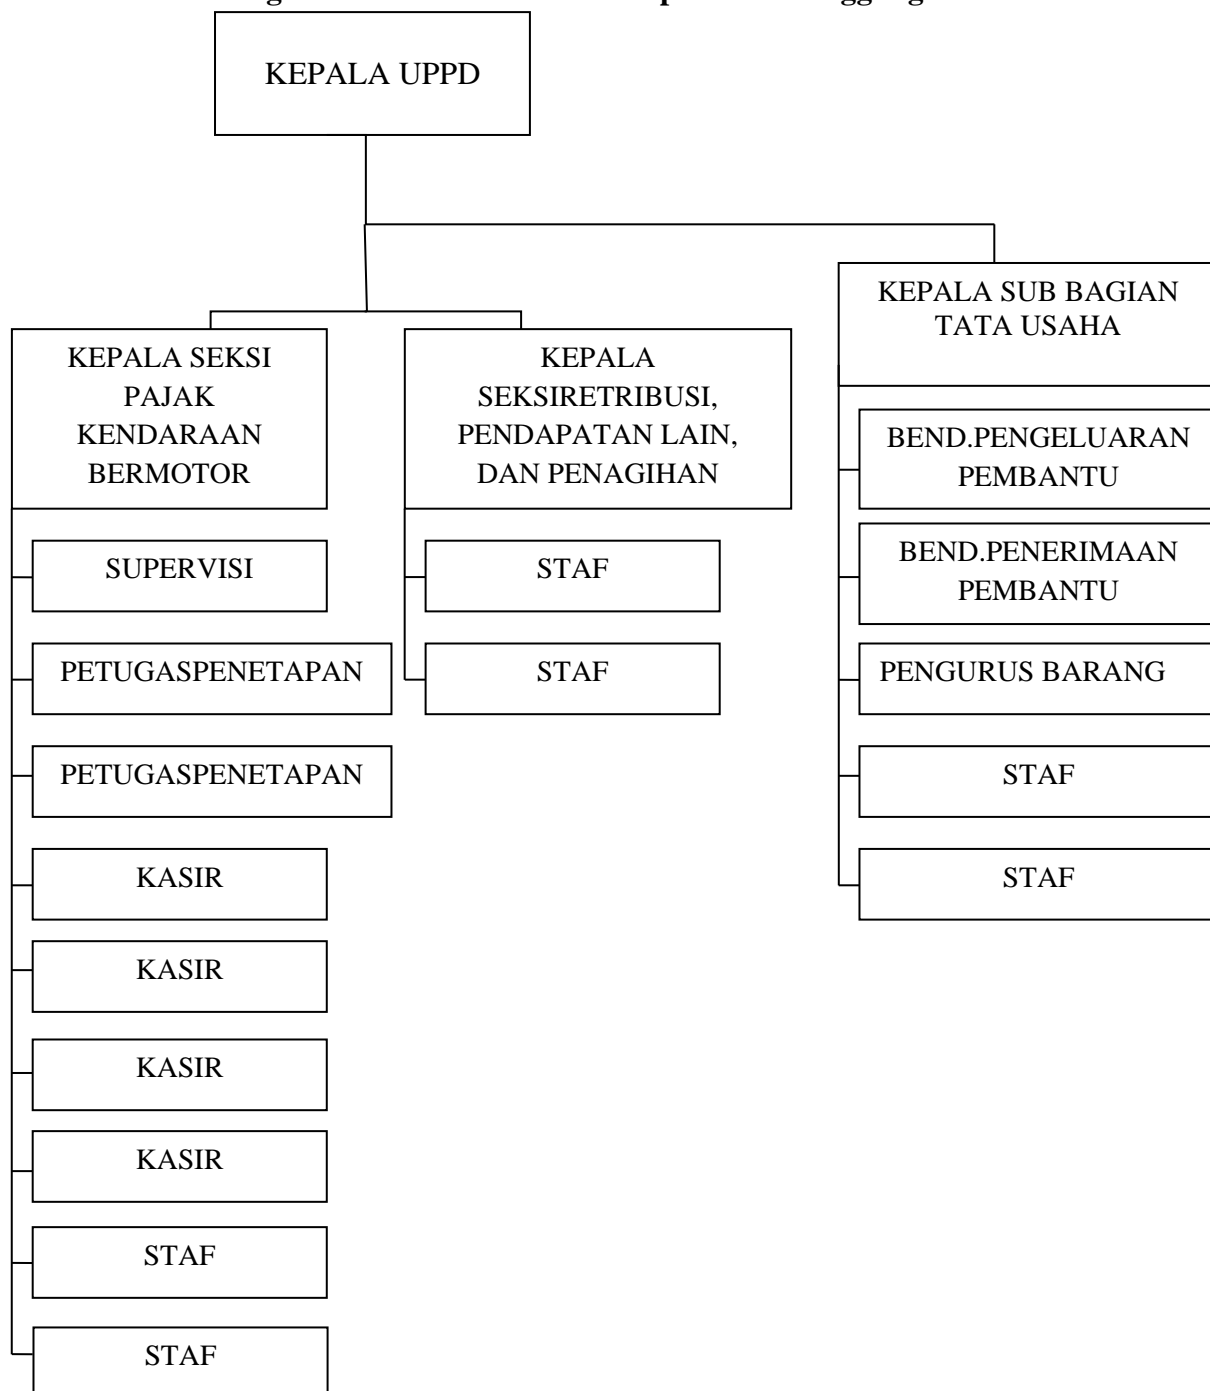 KEPALA UPPD
KEPALA SUB BAGIAN
TATA USAHA
KEPALA SEKSI
PAJAK
KENDARAAN
BERMOTOR
KEPALA
SEKSIRETRIBUSI,
PENDAPATAN LAIN,
DAN PENAGIHAN
BEND.PENGELUARAN
PEMBANTU
BEND.PENERIMAAN
PEMBANTU
PENGURUS BARANG
STAF
STAF
SUPERVISI
PETUGASPENETAPAN
PETUGASPENETAPAN
KASIR
KASIR
KASIR
KASIR
STAF
STAF
STAF
STAF